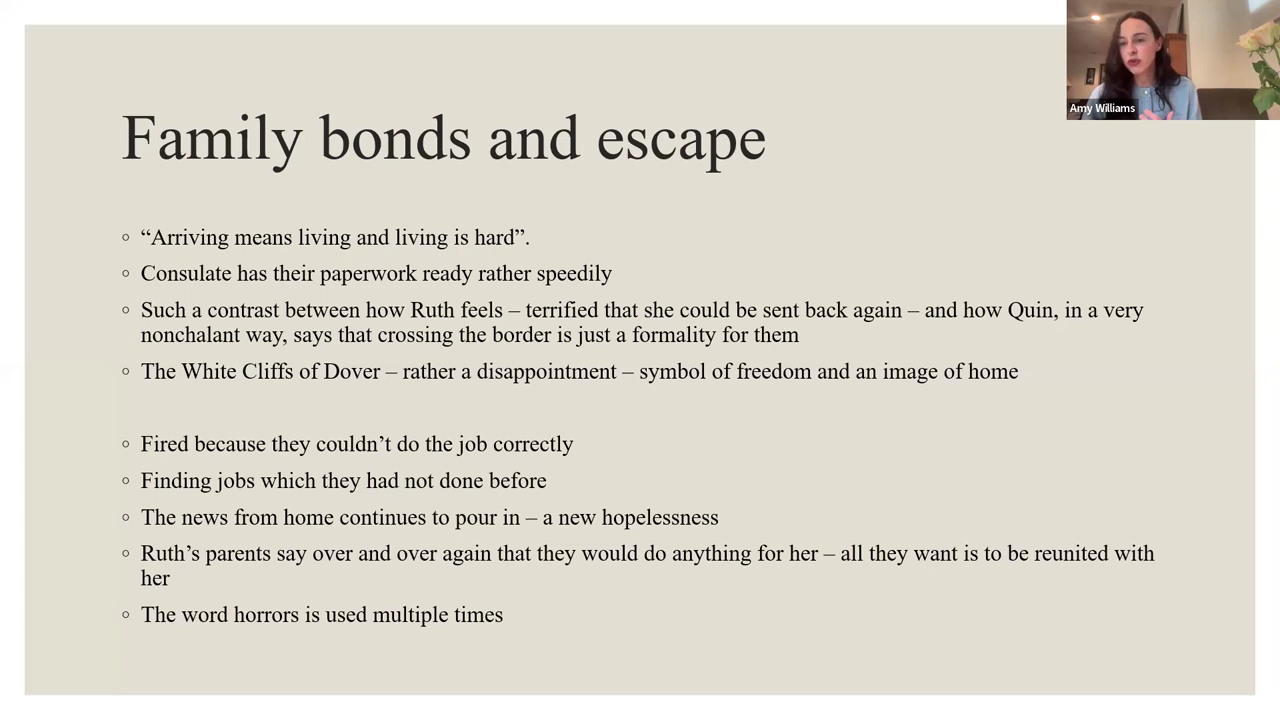 Amy Williams
Family bonds and escape
“Arriving means living and living is hard”.
Consulate has their paperwork ready rather speedily
Such a contrast between how Ruth feels – terrified that she could be sent back again – and how Quin, in a very
nonchalant way, says that crossing the border is just a formality for them
The White Cliffs of Dover – rather a disappointment – symbol of freedom and an image of home
Fired because they couldn’t do the job correctly
Finding jobs which they had not done before
The news from home continues to pour in – a new hopelessness
Ruth’s parents say over and over again that they would do anything for her – all they want is to be reunited with
her
The word horrors is used multiple times